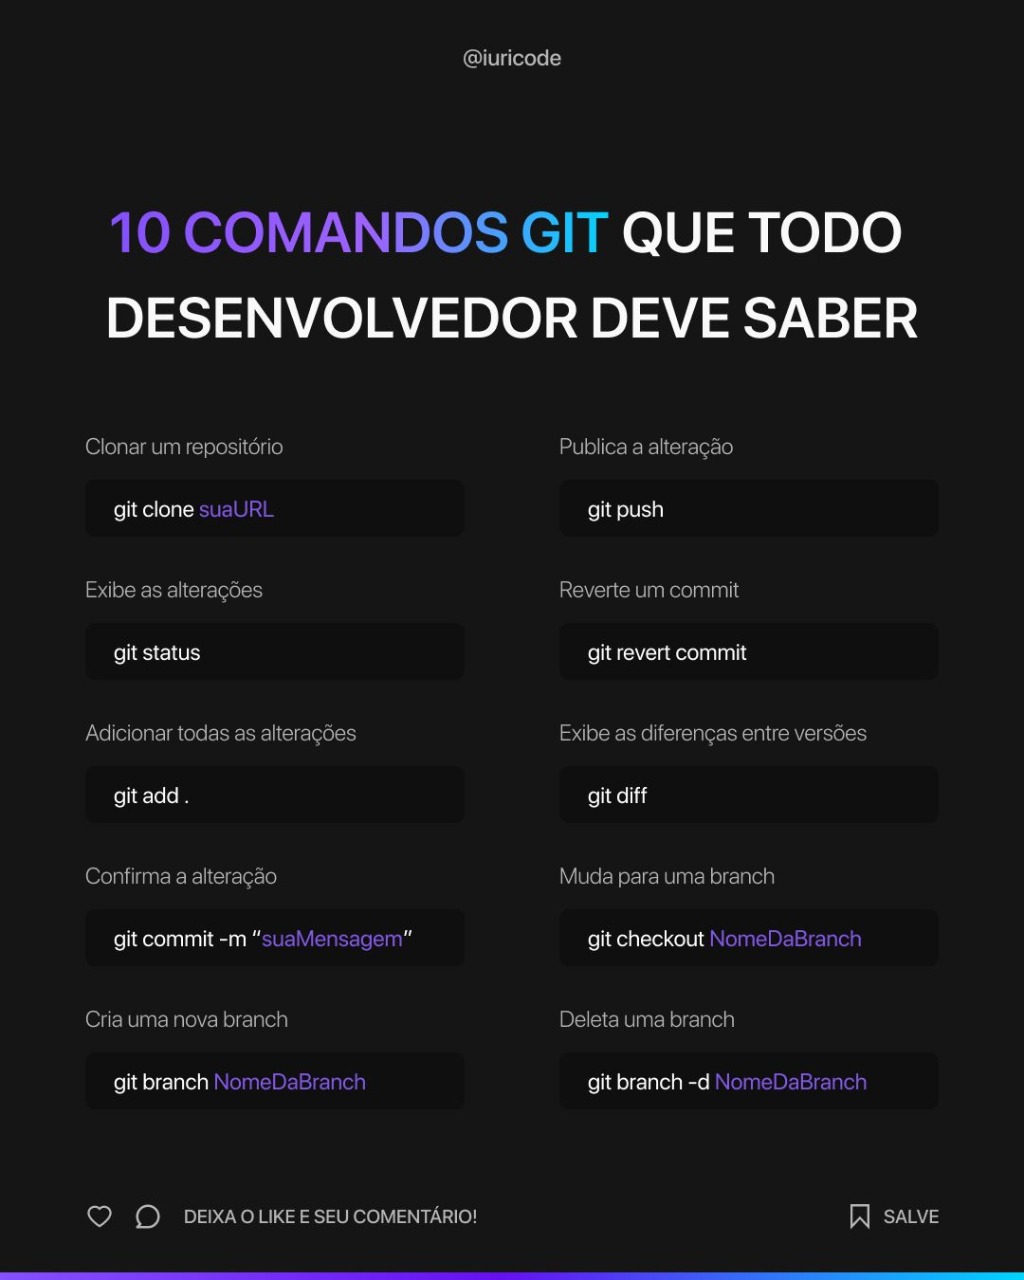 @iuricode
10 COMANDOS GIT QUE TODO
DESENVOLVEDOR DEVE SABER
Clonar um repositório
git clone suaURL
Exibe as alterações
git status
Adicionar todas as alterações
git add .
Confirma a alteração
git commit -m “suaMensagem”
Cria uma nova branch
git branch NomeDaBranch
Publica a alteração
git push
Reverte um commit
git revert commit
Exibe as diferenças entre versões
git diff
Muda para uma branch
git checkout NomeDaBranch
Deleta uma branch
git branch -d NomeDaBranch
DEIXA O LIKE E SEU COMENTÁRIO!
SALVE